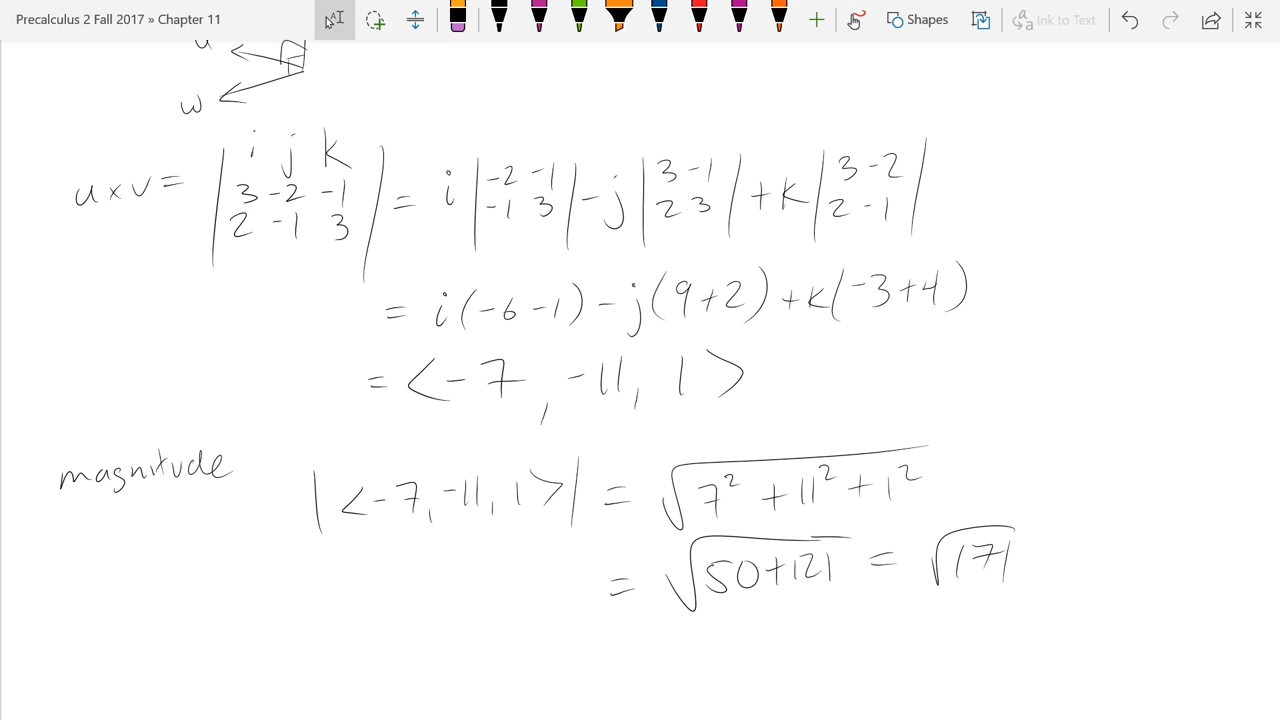 Precalculus 2 Fall 2017 » Chapter 11
Shapes
Ink to Text
u
w
u x v = | i j k | = i |-2 -1| - j |3 -1| + k |3 -2|
|3 -2 -1| |-1 3| |2 3| |2 -1|
|2 -1 3|
= i(-6 -1) - j(9+2) + k(-3+4)
= <-7, -11, 1>
magnitude |<-7, -11, 1>| = √7² + 11² + 1²
= √50+121 = √171